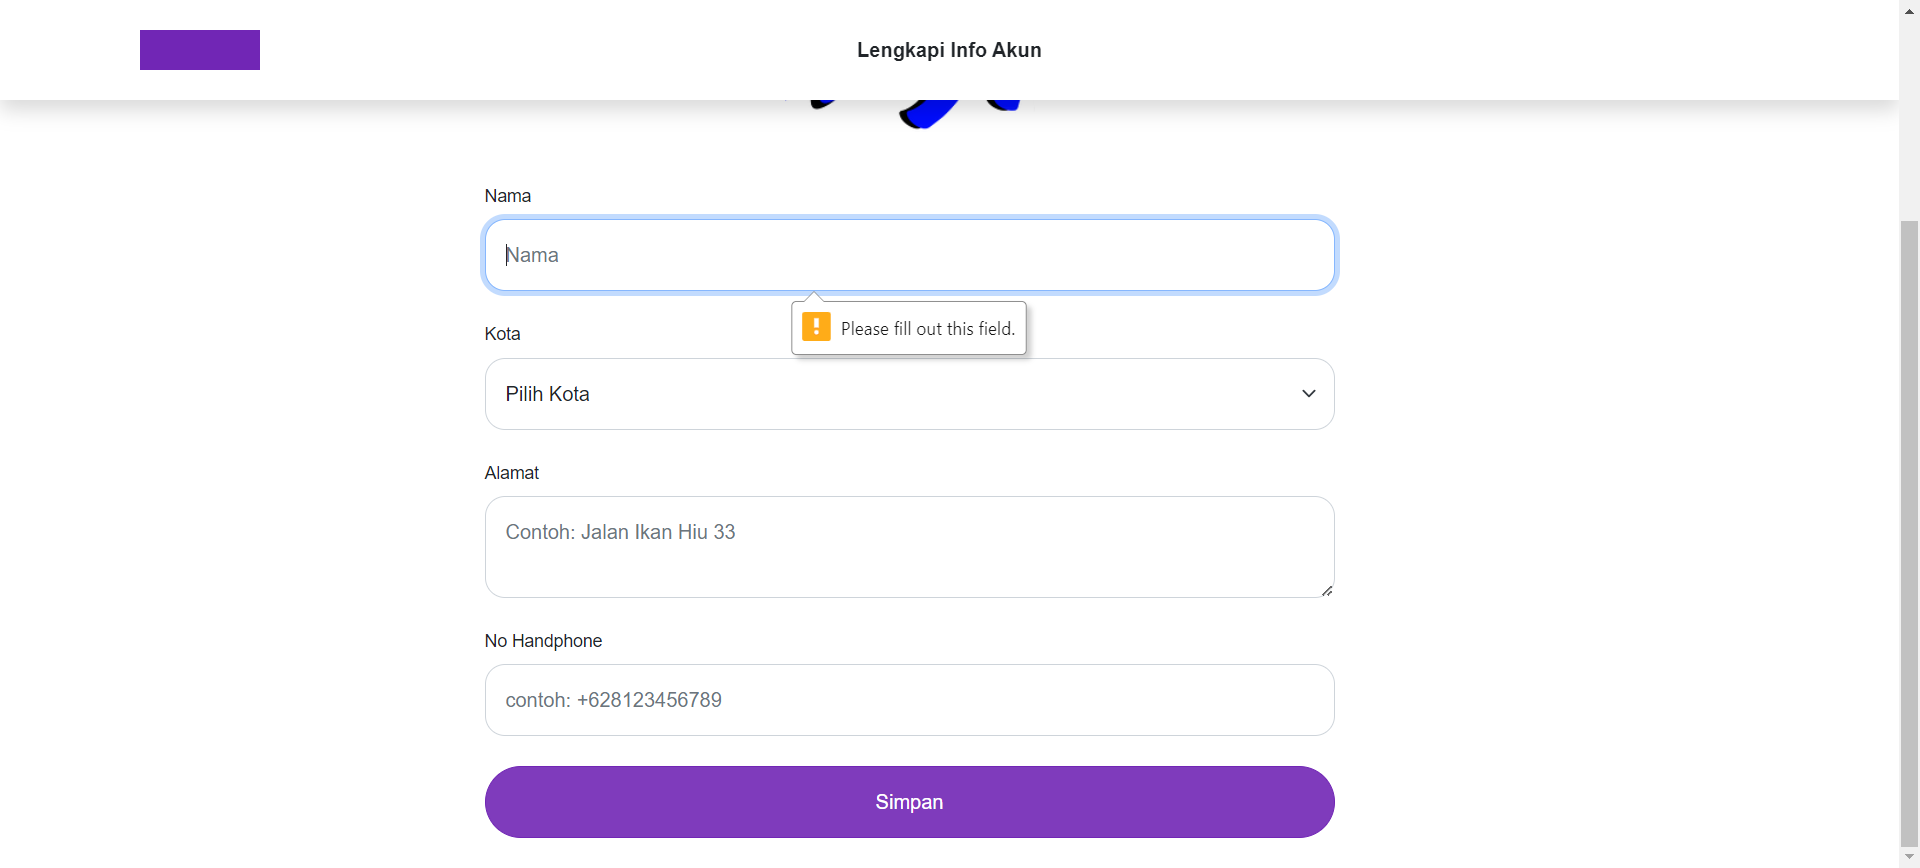 Lengkapi Info Akun
Nama
Nama
Please fill out this field.
Kota
Pilih Kota
Alamat
Contoh: Jalan Ikan Hiu 33
No Handphone
contoh: +628123456789
Simpan